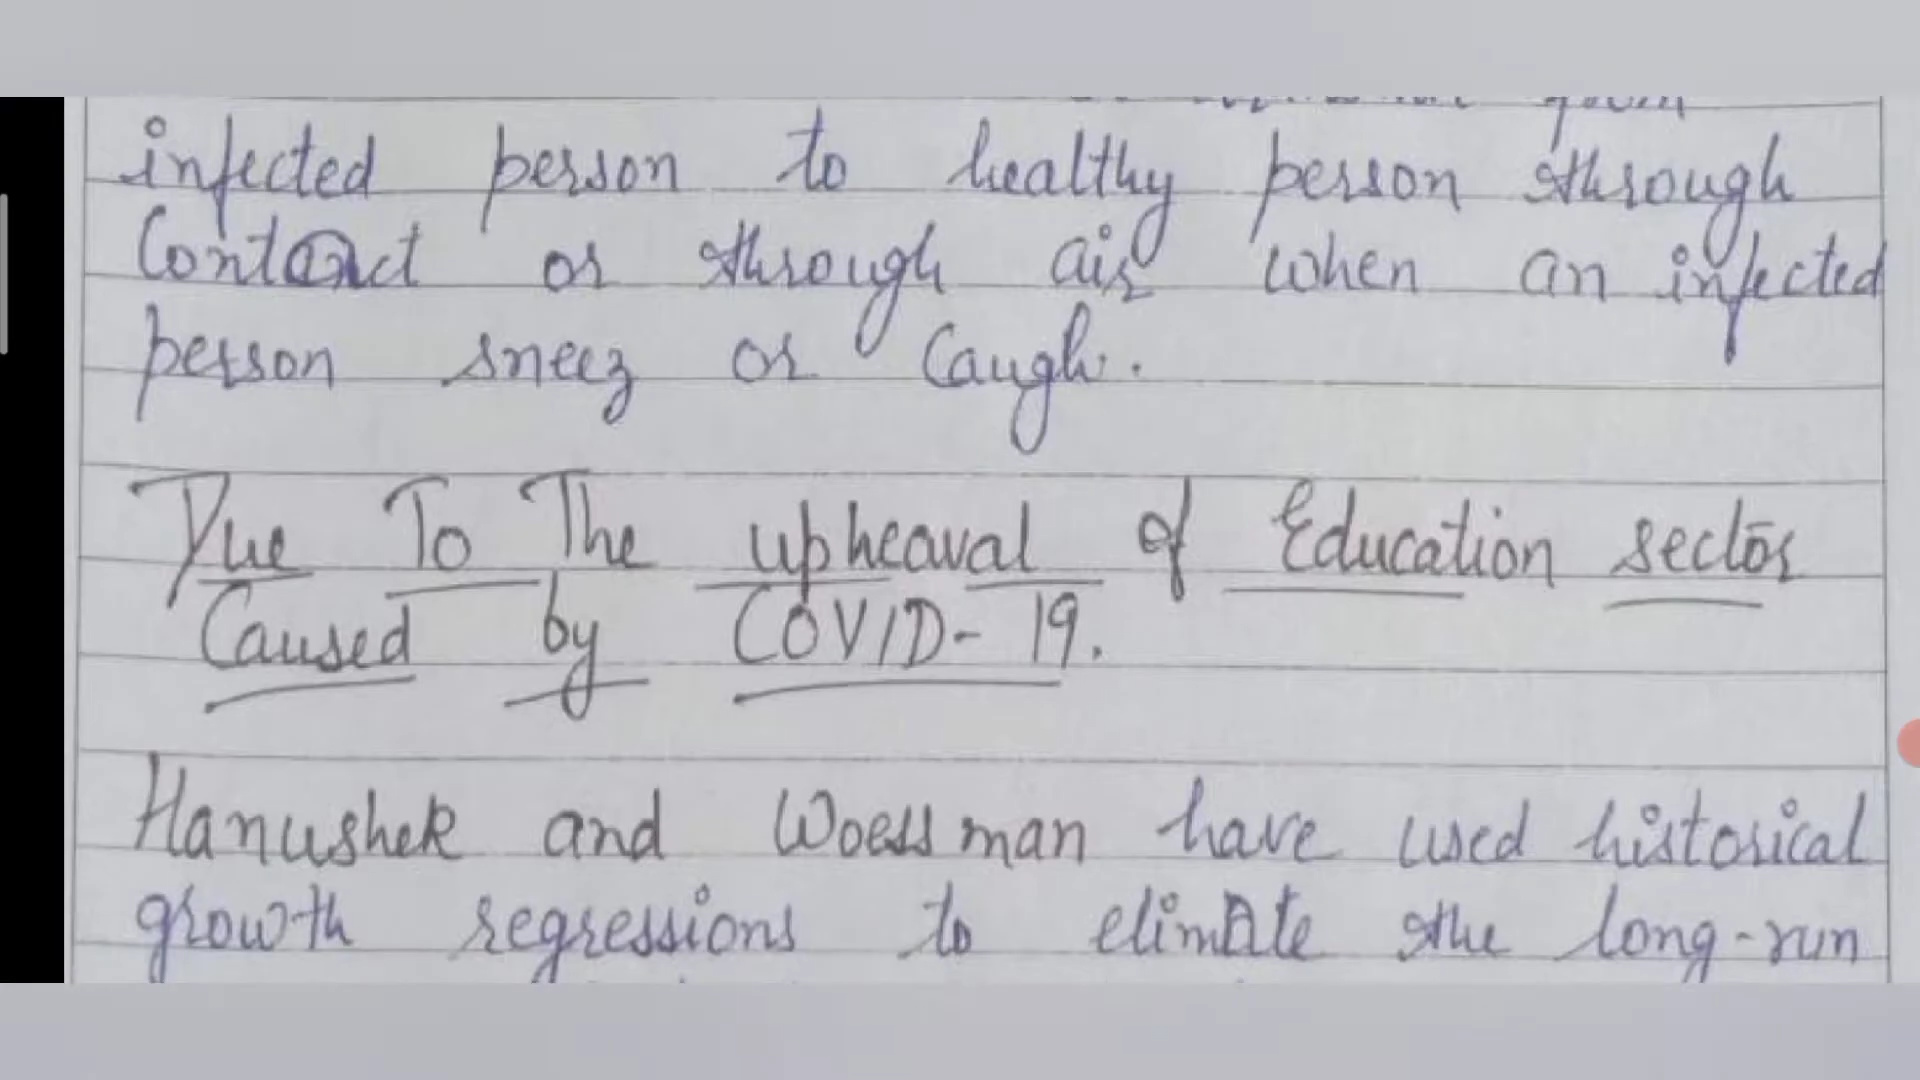 infected person to healthy person through
Contact or through air when an infected
person sneez or Caugh.
Due To The upheaval of Education sector
Caused by COVID-19.
Hanushek and Woessman have used historical
growth regressions to elimate the long-run